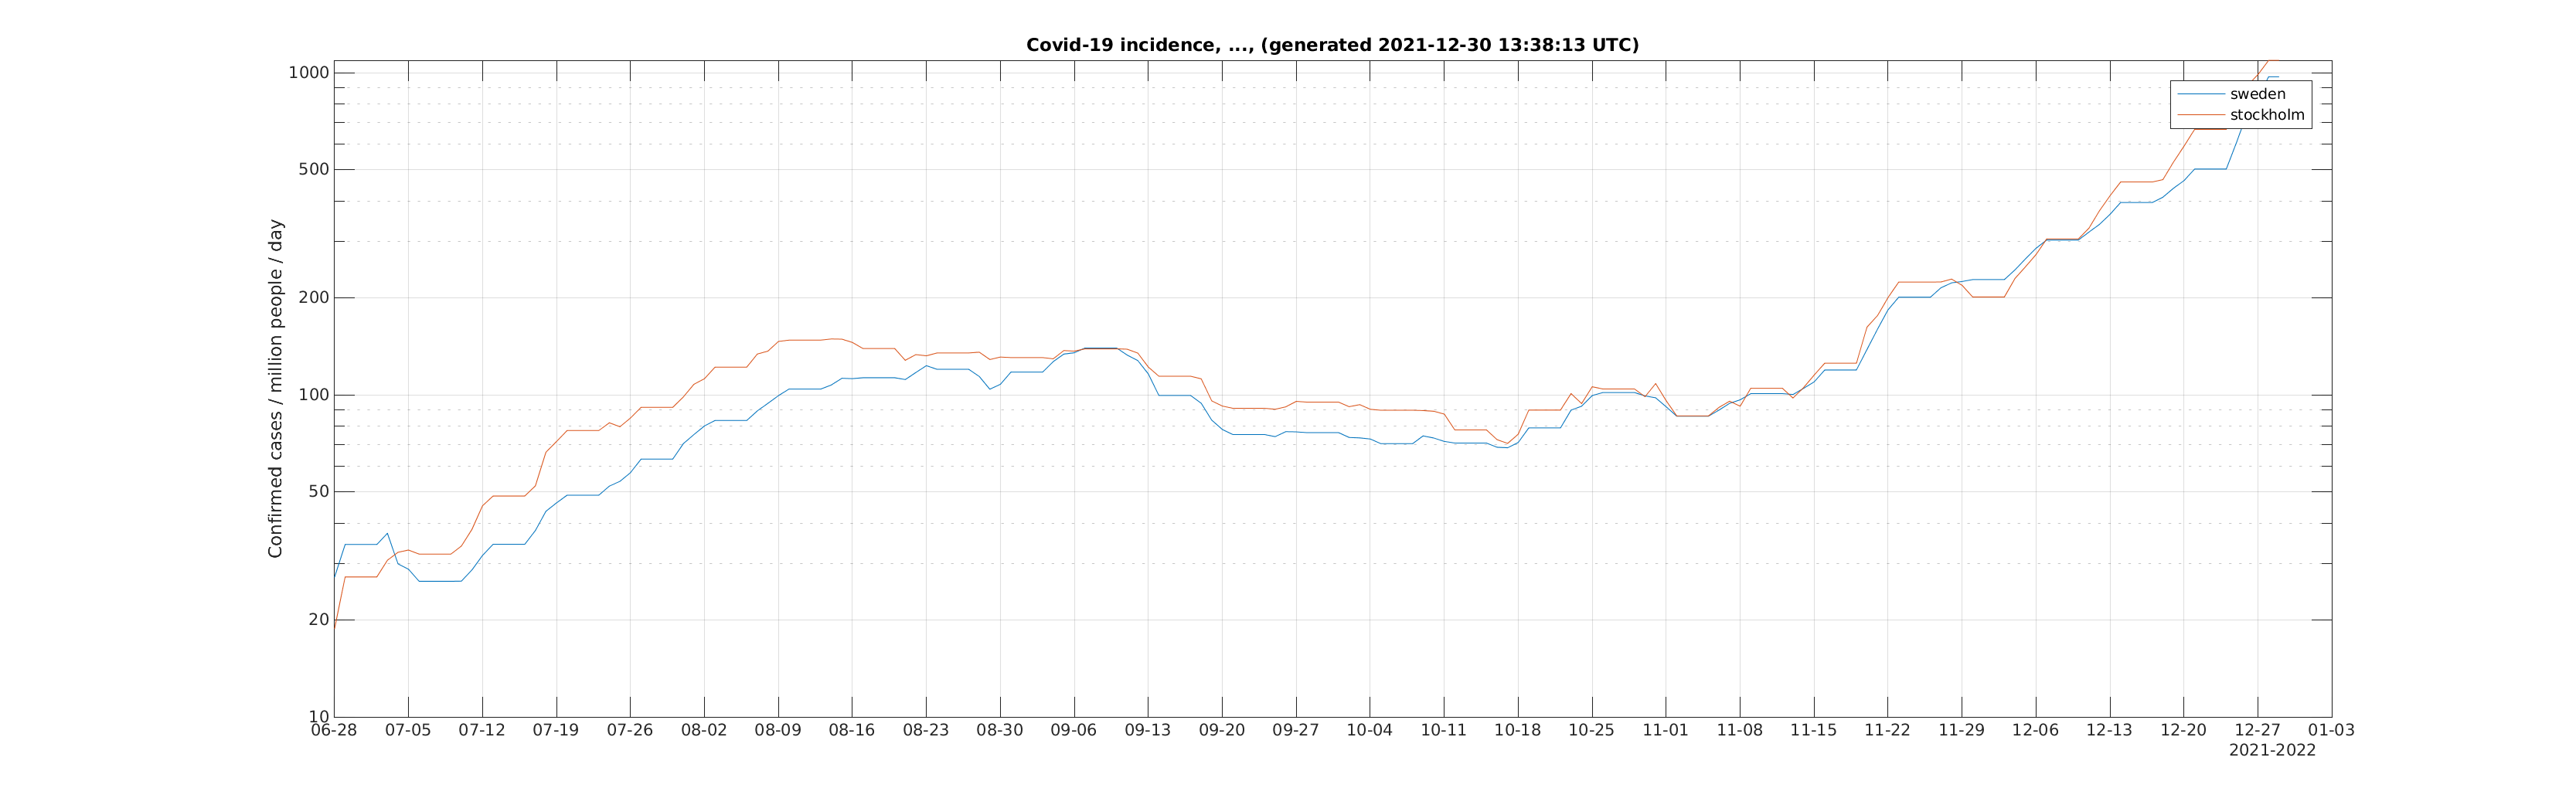 Covid-19 incidence, ..., (generated 2021-12-30 13:38:13 UTC)
1000
500
200
100
50
20
10
Confirmed cases / million people / day
sweden
stockholm
06-28 07-05 07-12 07-19 07-26 08-02 08-09 08-16 08-23 08-30 09-06 09-13 09-20 09-27 10-04 10-11 10-18 10-25 11-01 11-08 11-15 11-22 11-29 12-06 12-13 12-20 12-27 01-03
2021-2022